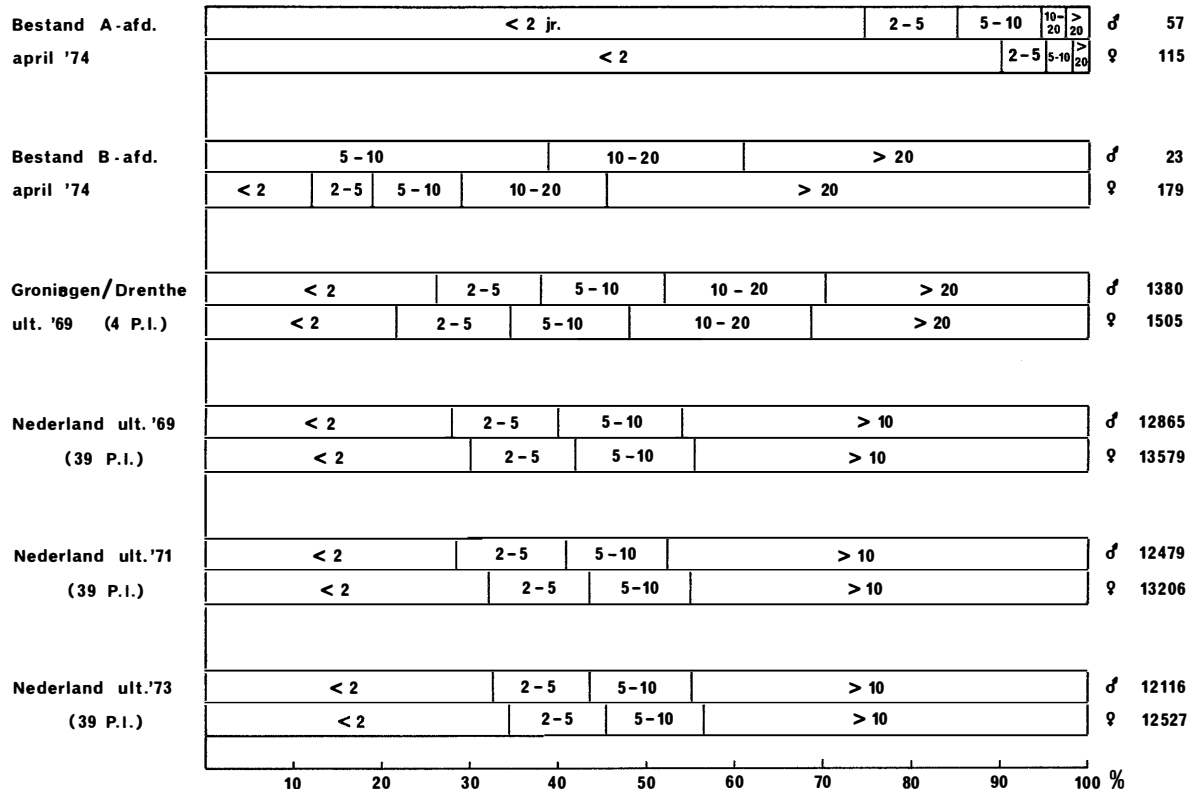 Bestand A-afd. < 2 jr. 2-5 5-10 10-20 > 20 ♂ 57
april '74 < 2 2-5 5-10 > 20 ♀ 115
Bestand B-afd. 5-10 10-20 > 20 ♂ 23
april '74 < 2 2-5 5-10 10-20 > 20 ♀ 179
Groningen/Drenthe < 2 2-5 5-10 10-20 > 20 ♂ 1380
ult. '69 (4 P.I.) < 2 2-5 5-10 10-20 > 20 ♀ 1505
Nederland ult. '69 < 2 2-5 5-10 > 10 ♂ 12865
(39 P.I.) < 2 2-5 5-10 > 10 ♀ 13579
Nederland ult. '71 < 2 2-5 5-10 > 10 ♂ 12479
(39 P.I.) < 2 2-5 5-10 > 10 ♀ 13206
Nederland ult. '73 < 2 2-5 5-10 > 10 ♂ 12116
(39 P.I.) < 2 2-5 5-10 > 10 ♀ 12527
10 20 30 40 50 60 70 80 90 100 %